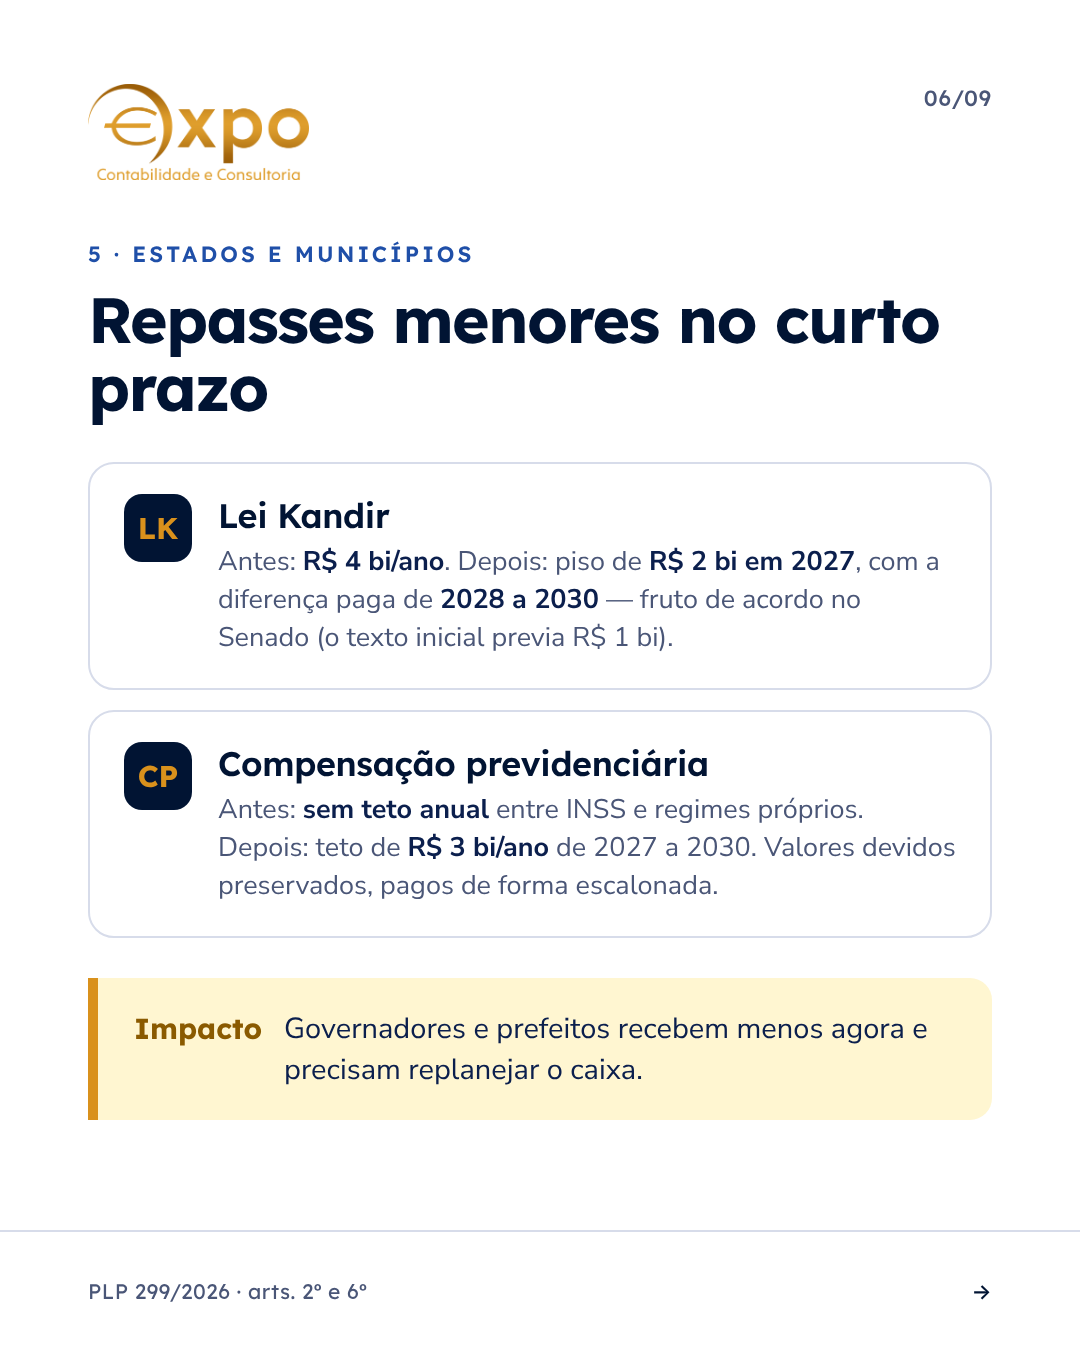 Expo
Contabilidade e Consultoria
06/09
5 · ESTADOS E MUNICÍPIOS
Repasses menores no curto
prazo
LK
Lei Kandir
Antes: R$ 4 bi/ano. Depois: piso de R$ 2 bi em 2027, com a
diferença paga de 2028 a 2030 — fruto de acordo no
Senado (o texto inicial previa R$ 1 bi).
CP
Compensação previdenciária
Antes: sem teto anual entre INSS e regimes próprios.
Depois: teto de R$ 3 bi/ano de 2027 a 2030. Valores devidos
preservados, pagos de forma escalonada.
Impacto
Governadores e prefeitos recebem menos agora e
precisam replanejar o caixa.
PLP 299/2026 · arts. 2º e 6º
→